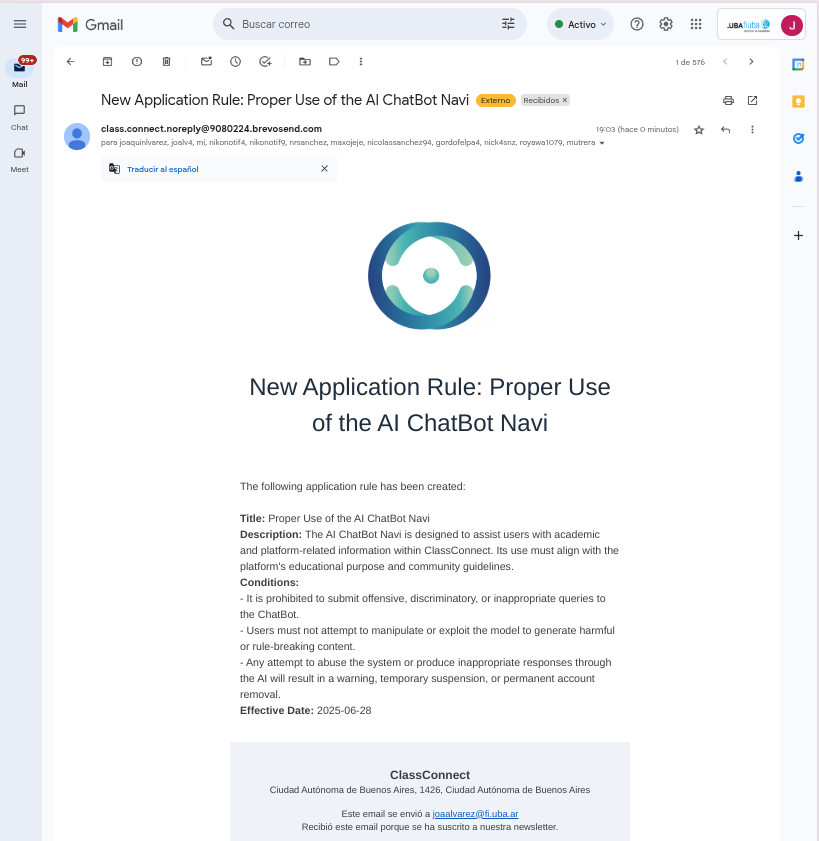 Gmail
Buscar correo
Activo
.UBAfiuba
J
99+
Mail
Chat
Meet
1 de 576
New Application Rule: Proper Use of the AI ChatBot Navi
Externo
Recibidos ×
class.connect.noreply@9080224.brevosend.com
19:03 (hace 0 minutos)
para joaquinlvarez, joalv4, mi, nikonotif4, nikonotif9, nrsanchez, maxojeje, nicolassanchez94, gordofelpa4, nick4snz, royawa1079, mutrera
Traducir al español
New Application Rule: Proper Use
of the AI ChatBot Navi
The following application rule has been created:
Title: Proper Use of the AI ChatBot Navi
Description: The AI ChatBot Navi is designed to assist users with academic
and platform-related information within ClassConnect. Its use must align with the
platform's educational purpose and community guidelines.
Conditions:
- It is prohibited to submit offensive, discriminatory, or inappropriate queries to
the ChatBot.
- Users must not attempt to manipulate or exploit the model to generate harmful
or rule-breaking content.
- Any attempt to abuse the system or produce inappropriate responses through
the AI will result in a warning, temporary suspension, or permanent account
removal.
Effective Date: 2025-06-28
ClassConnect
Ciudad Autónoma de Buenos Aires, 1426, Ciudad Autónoma de Buenos Aires
Este email se envió a joaalvarez@fi.uba.ar
Recibió este email porque se ha suscrito a nuestra newsletter.